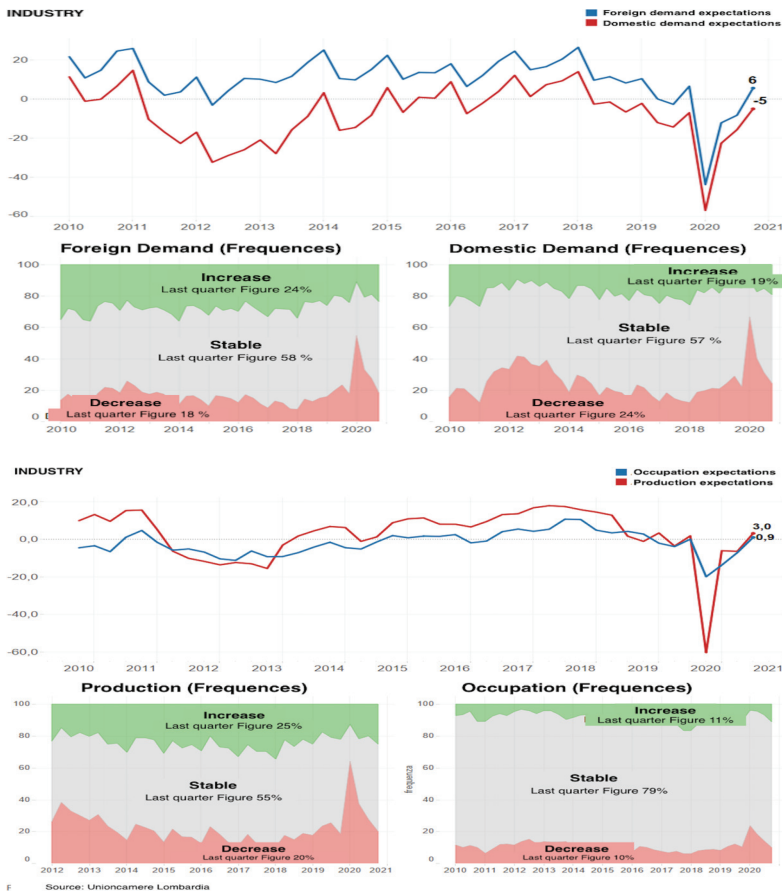 INDUSTRY
Foreign demand expectations
Domestic demand expectations
20
0
-20
-40
-60
6
-5
2010 2011 2012 2013 2014 2015 2016 2017 2018 2019 2020 2021
Foreign Demand (Frequences)
100
80
60
40
20
0
Increase
Last quarter Figure 24%
Stable
Last quarter Figure 58 %
Decrease
Last quarter Figure 18 %
2010 2012 2014 2016 2018 2020
Domestic Demand (Frequences)
100
80
60
40
20
0
Increase
Last quarter Figure 19%
Stable
Last quarter Figure 57 %
Decrease
Last quarter Figure 24%
2010 2012 2014 2016 2018 2020
INDUSTRY
Occupation expectations
Production expectations
20,0
0,0
-20,0
-40,0
-60,0
3,0
0,9
2010 2011 2012 2013 2014 2015 2016 2017 2018 2019 2020 2021
Production (Frequences)
100
80
60
40
20
0
Increase
Last quarter Figure 25%
Stable
Last quarter Figure 55%
Decrease
Last quarter Figure 20%
2012 2013 2014 2015 2016 2017 2018 2019 2020 2021
Occupation (Frequences)
frequenza
100
80
60
40
20
0
Increase
Last quarter Figure 11%
Stable
Last quarter Figure 79%
Decrease
Last quarter Figure 10%
2010 2011 2012 2013 2014 2015 2016 2017 2018 2019 2020
F Source: Unioncamere Lombardia